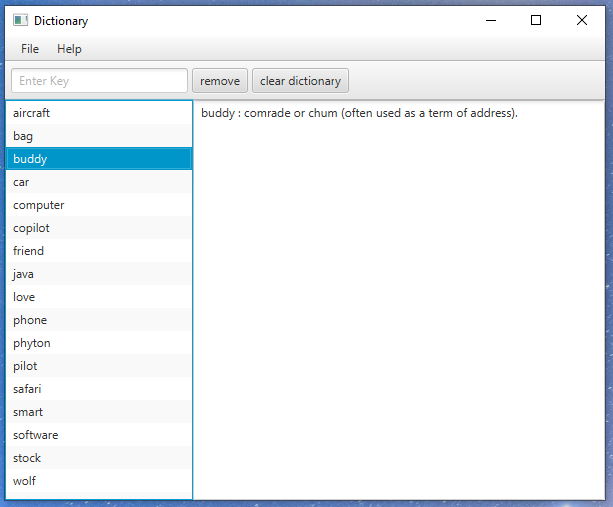 Dictionary
File Help
Enter Key remove clear dictionary
aircraft
buddy : comrade or chum (often used as a term of address).
bag
buddy
car
computer
copilot
friend
java
love
phone
phyton
pilot
safari
smart
software
stock
wolf